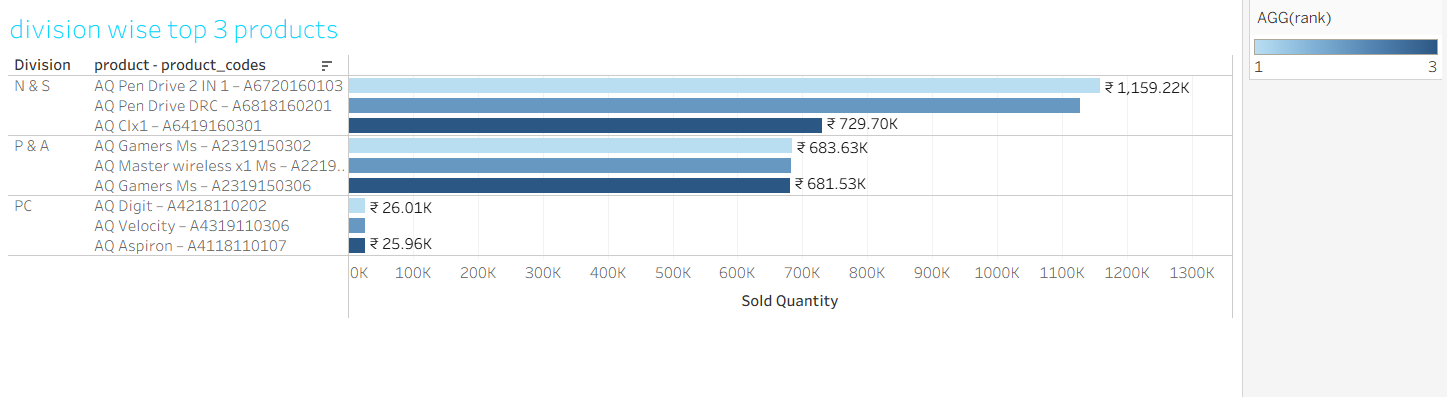 division wise top 3 products
AGG(rank)
1 3
Division product - product_codes
N & S AQ Pen Drive 2 IN 1 – A6720160103 ₹ 1,159.22K
AQ Pen Drive DRC – A6818160201
AQ Clx1 – A6419160301 ₹ 729.70K
P & A AQ Gamers Ms – A2319150302 ₹ 683.63K
AQ Master wireless x1 Ms – A2219..
AQ Gamers Ms – A2319150306 ₹ 681.53K
PC AQ Digit – A4218110202 ₹ 26.01K
AQ Velocity – A4319110306
AQ Aspiron – A4118110107 ₹ 25.96K
0K 100K 200K 300K 400K 500K 600K 700K 800K 900K 1000K 1100K 1200K 1300K
Sold Quantity